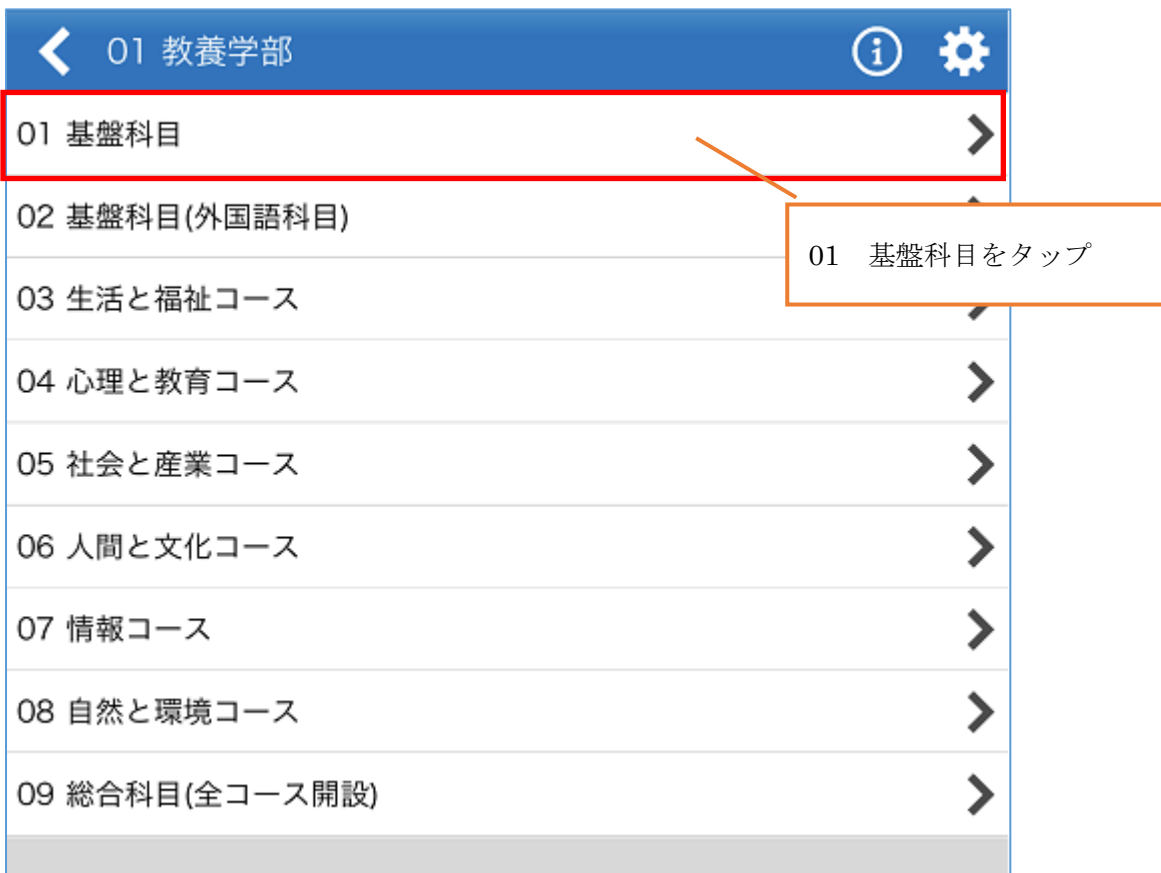 01 教養学部
01 基盤科目
02 基盤科目(外国語科目)
01　基盤科目をタップ
03 生活と福祉コース
04 心理と教育コース
05 社会と産業コース
06 人間と文化コース
07 情報コース
08 自然と環境コース
09 総合科目(全コース開設)